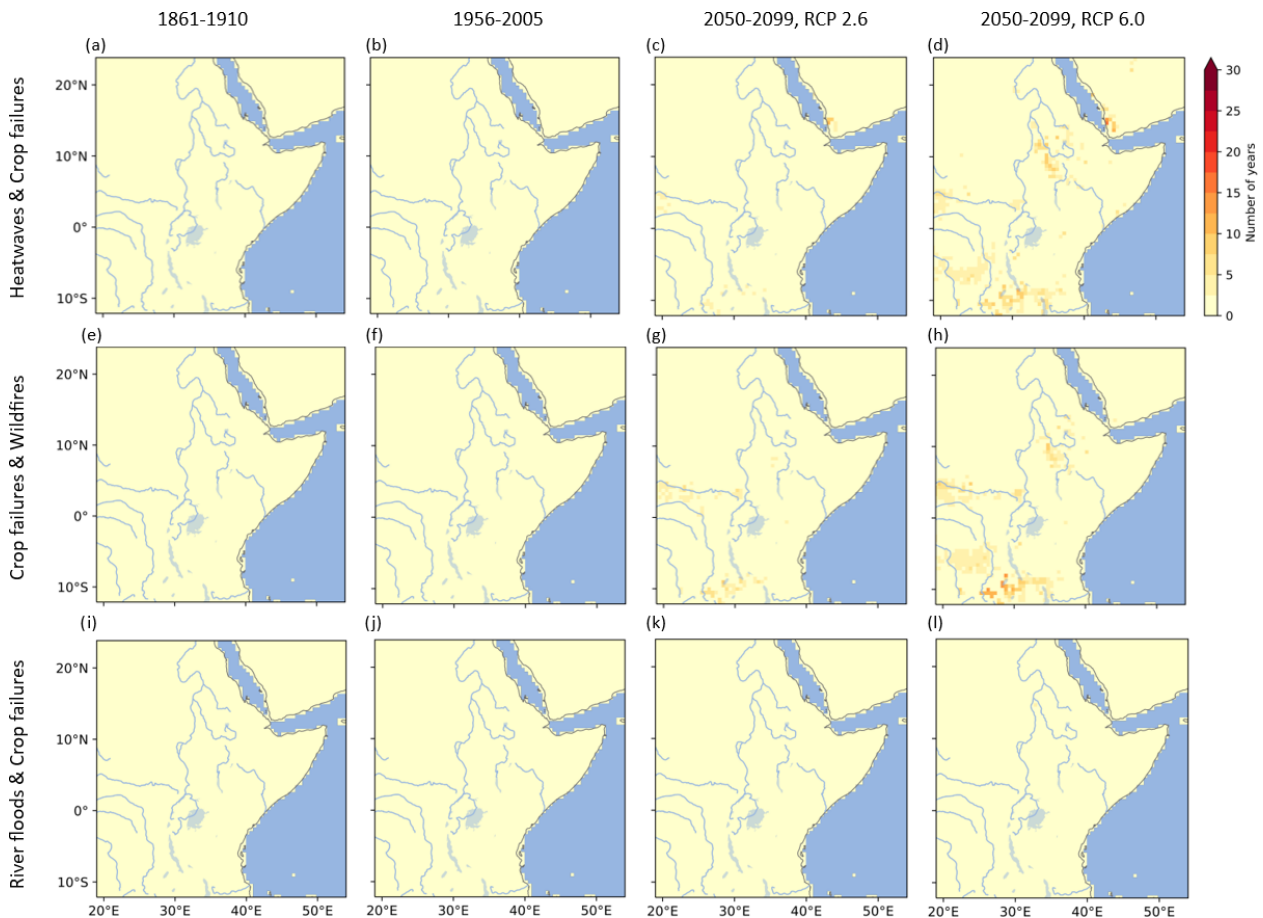 1861-1910 1956-2005 2050-2099, RCP 2.6 2050-2099, RCP 6.0
(a) (b) (c) (d)
Heatwaves & Crop failures
20°N
10°N
0°
10°S
30
25
20
15
10
5
0
Number of years
(e) (f) (g) (h)
Crop failures & Wildfires
20°N
10°N
0°
10°S
(i) (j) (k) (l)
River floods & Crop failures
20°N
10°N
0°
10°S
20°E 30°E 40°E 50°E 20°E 30°E 40°E 50°E 20°E 30°E 40°E 50°E 20°E 30°E 40°E 50°E